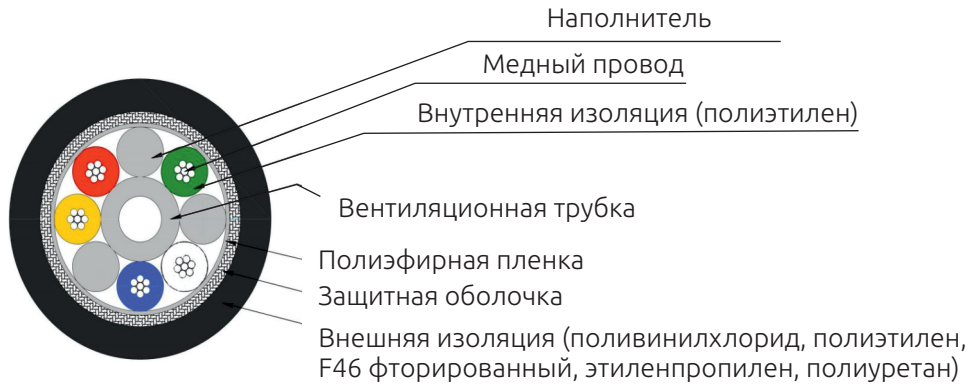 Наполнитель
Медный провод
Внутренняя изоляция (полиэтилен)
Вентиляционная трубка
Полиэфирная пленка
Защитная оболочка
Внешняя изоляция (поливинилхлорид, полиэтилен,
F46 фторированный, этиленпропилен, полиуретан)